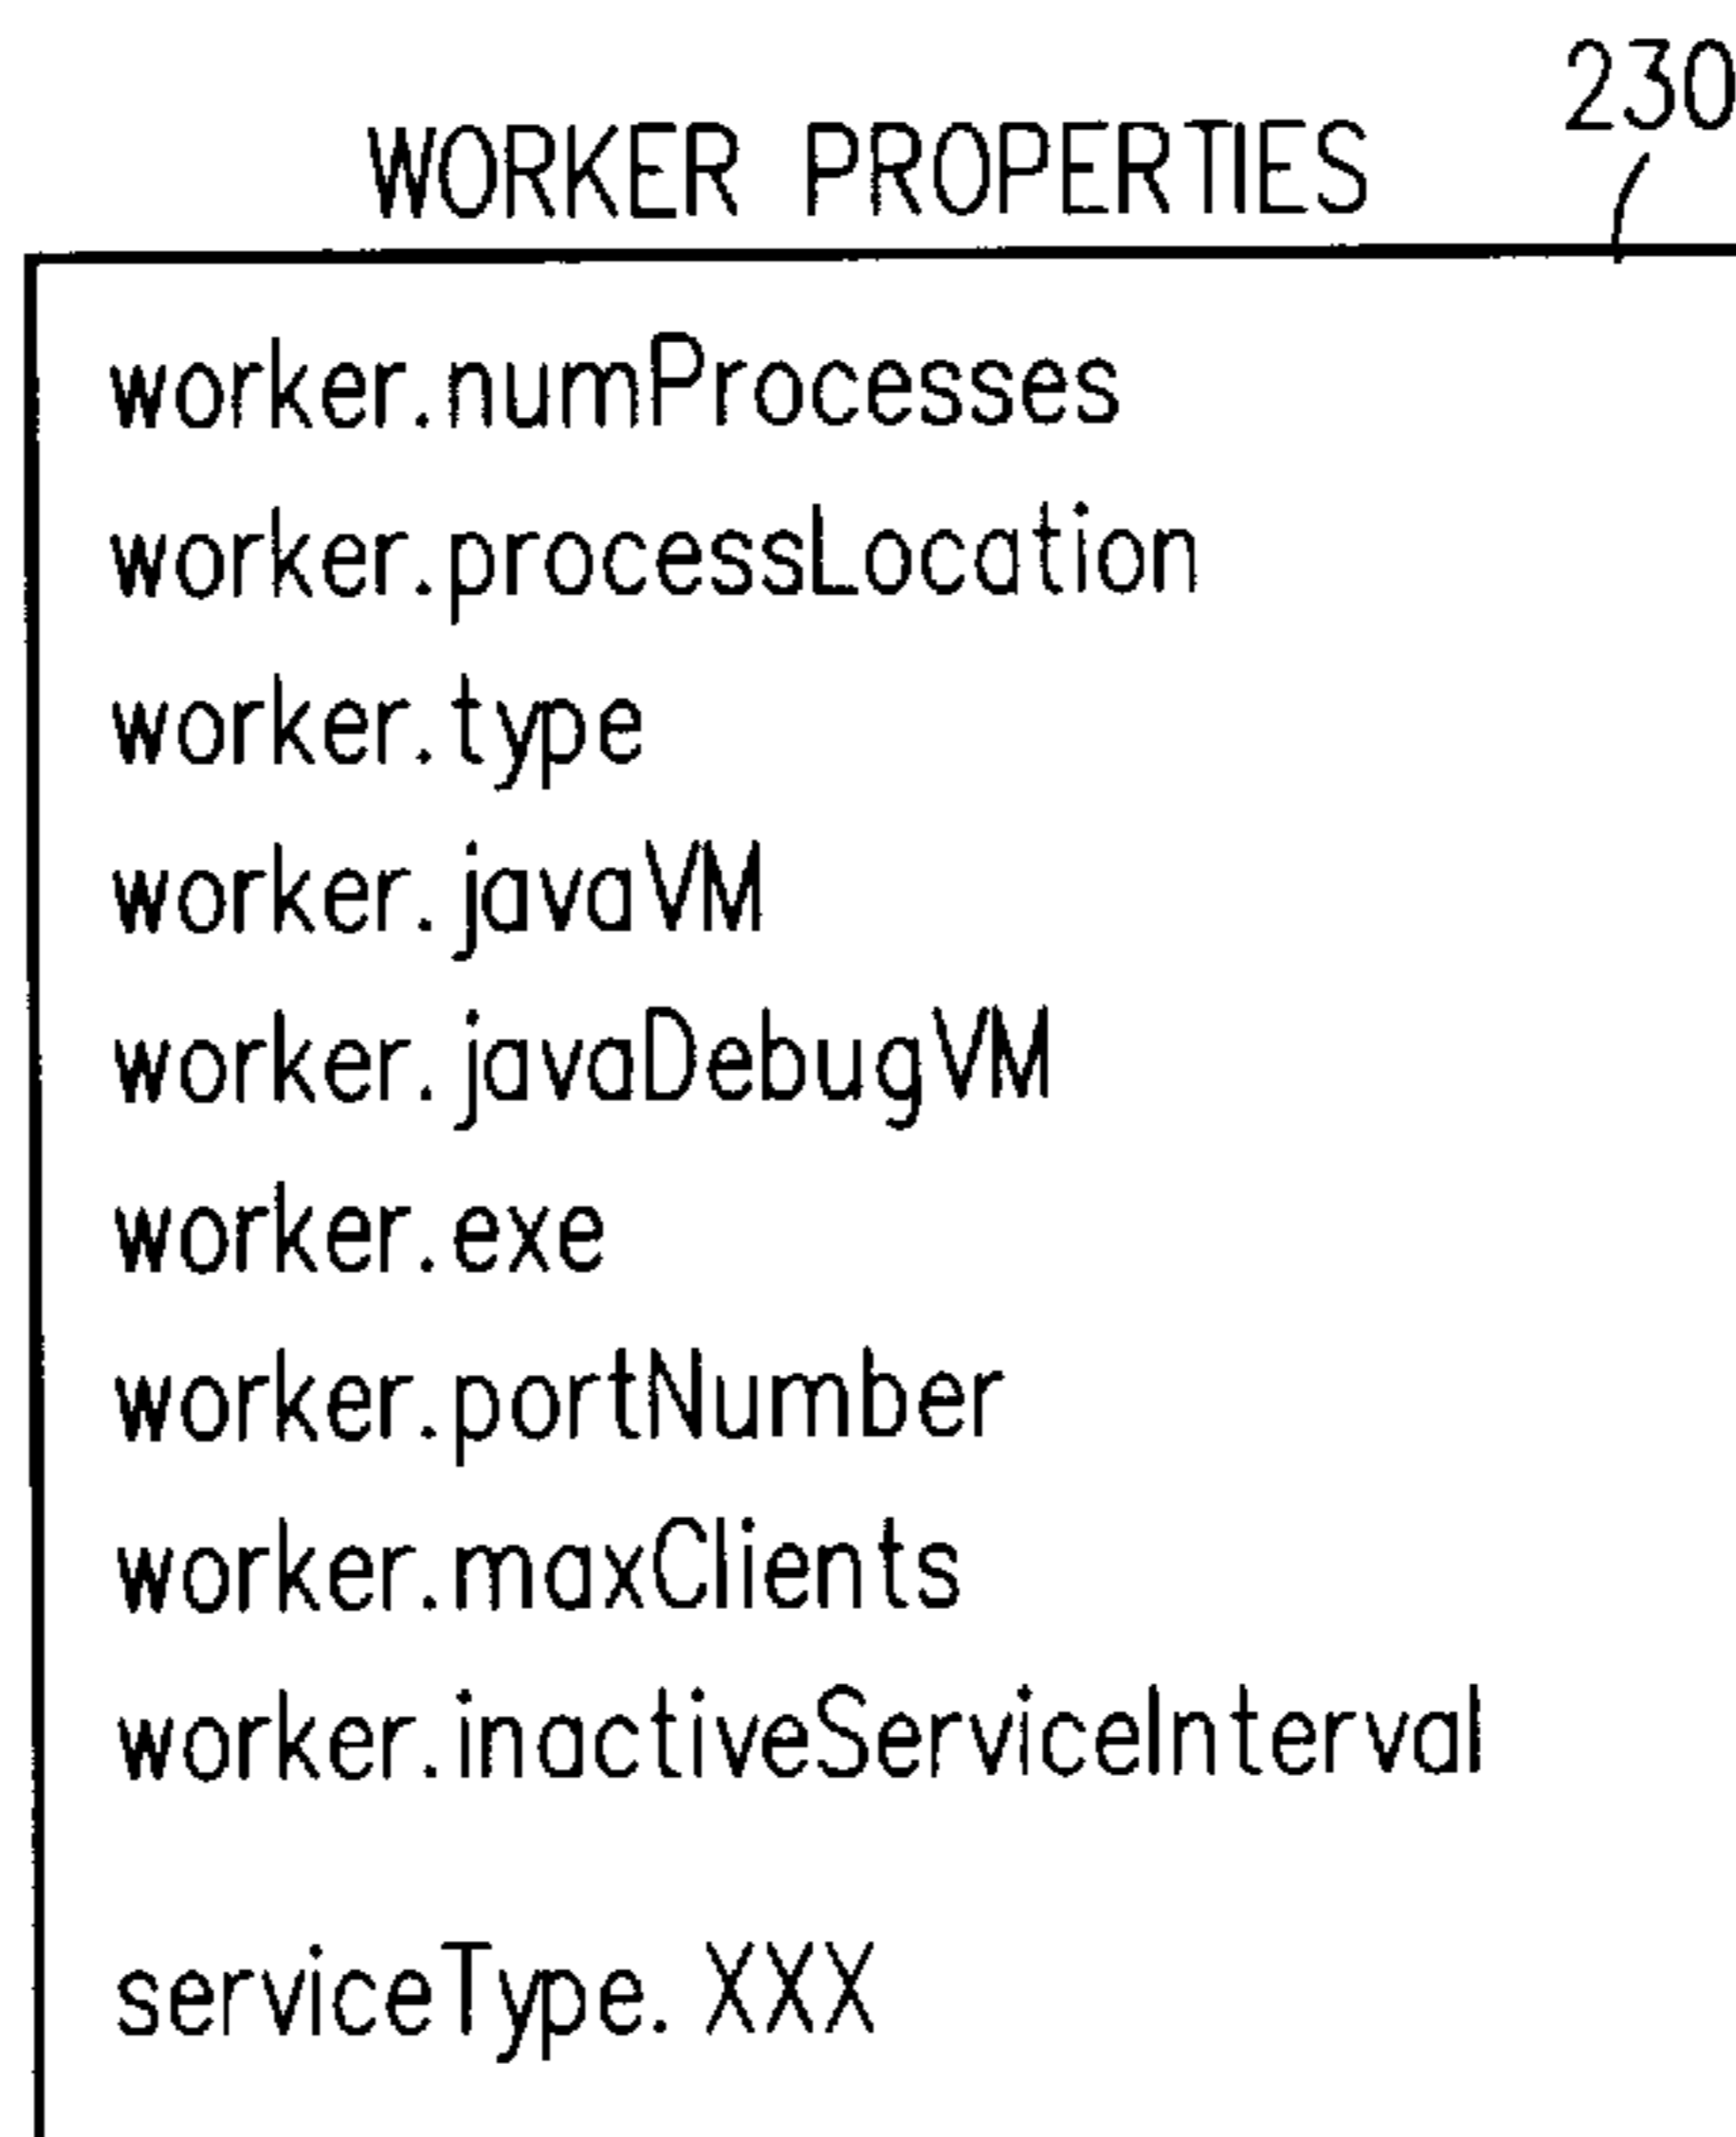 230
WORKER PROPERTIES
worker.numProcesses
worker.processLocation
worker.type
worker.javaVM
worker.javaDebugVM
worker.exe
worker.portNumber
worker.maxClients
worker.inactiveServiceInterval
serviceType. XXX